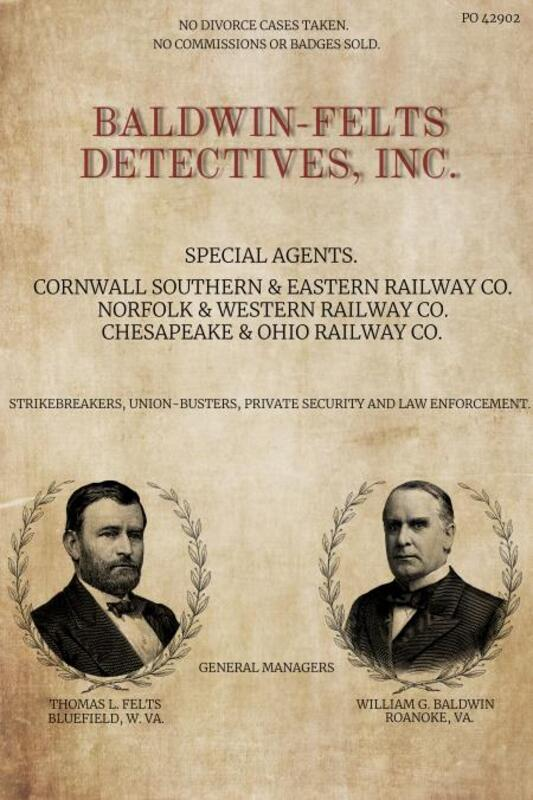 PO 42902
NO DIVORCE CASES TAKEN.
NO COMMISSIONS OR BADGES SOLD.
BALDWIN-FELTS
DETECTIVES, INC.
SPECIAL AGENTS.
CORNWALL SOUTHERN & EASTERN RAILWAY CO.
NORFOLK & WESTERN RAILWAY CO.
CHESAPEAKE & OHIO RAILWAY CO.
STRIKEBREAKERS, UNION-BUSTERS, PRIVATE SECURITY AND LAW ENFORCEMENT.
GENERAL MANAGERS
THOMAS L. FELTS
BLUEFIELD, W. VA.
WILLIAM G. BALDWIN
ROANOKE, VA.